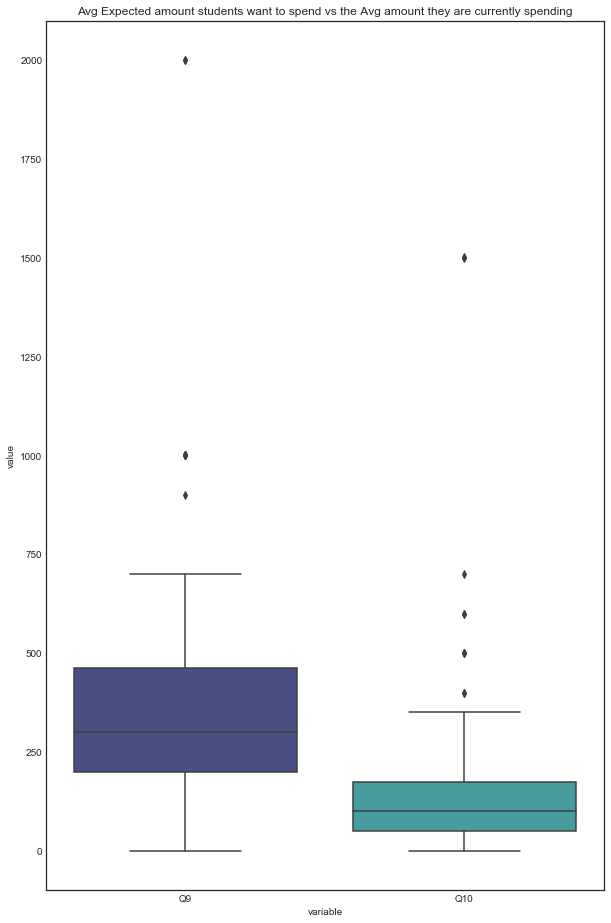 Avg Expected amount students want to spend vs the Avg amount they are currently spending
2000
1750
1500
1250
1000
750
500
250
0
value
Q9 Q10
variable